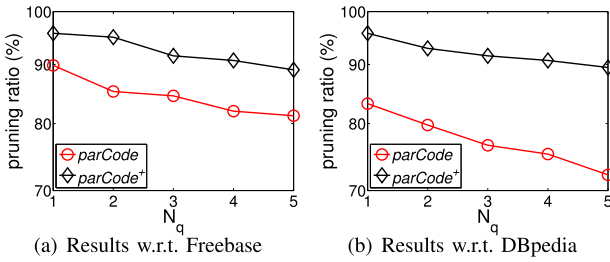 100
90
80
70
pruning ratio (%)
parCode
parCode+
1 2 3 4 5
Nq
(a) Results w.r.t. Freebase
100
90
80
70
pruning ratio (%)
parCode
parCode+
1 2 3 4 5
Nq
(b) Results w.r.t. DBpedia